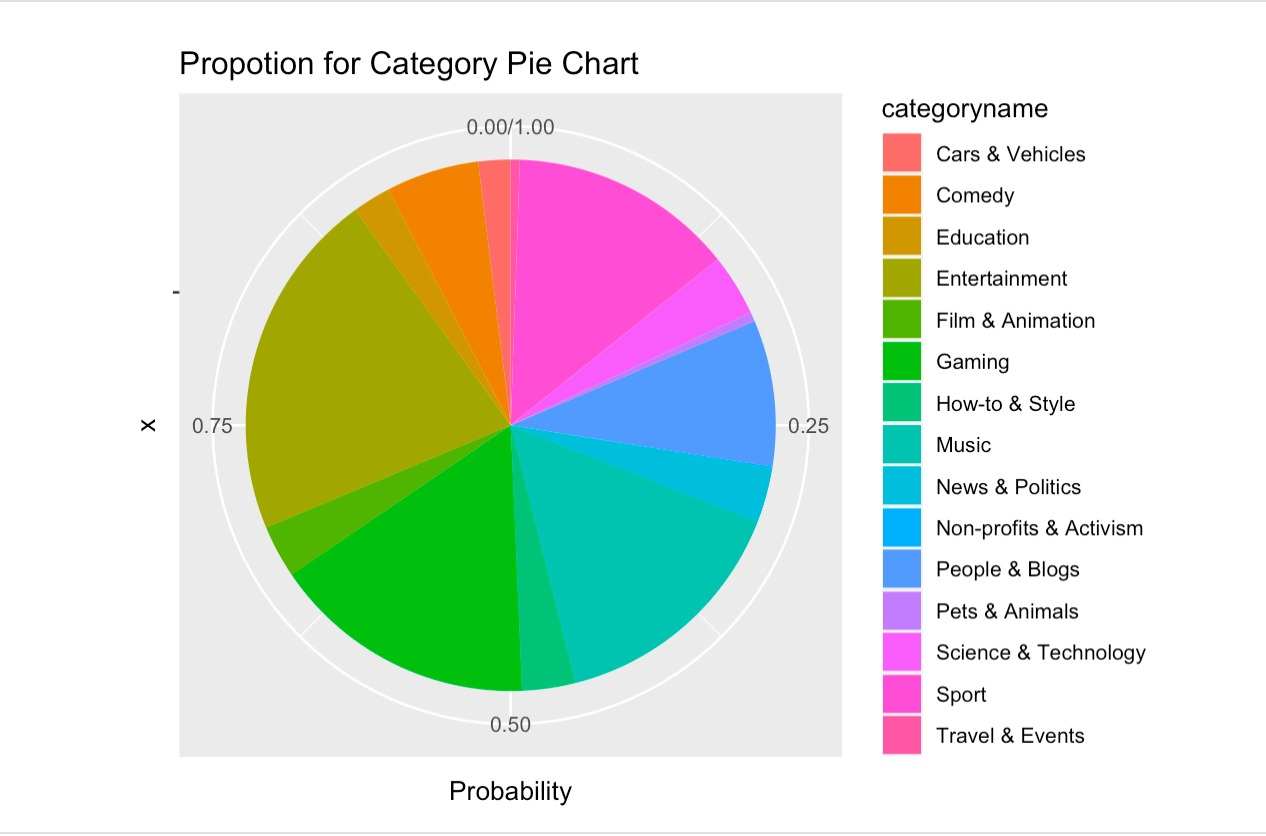 Propotion for Category Pie Chart
0.00/1.00
0.25
0.50
0.75
x
Probability
categoryname
Cars & Vehicles
Comedy
Education
Entertainment
Film & Animation
Gaming
How-to & Style
Music
News & Politics
Non-profits & Activism
People & Blogs
Pets & Animals
Science & Technology
Sport
Travel & Events